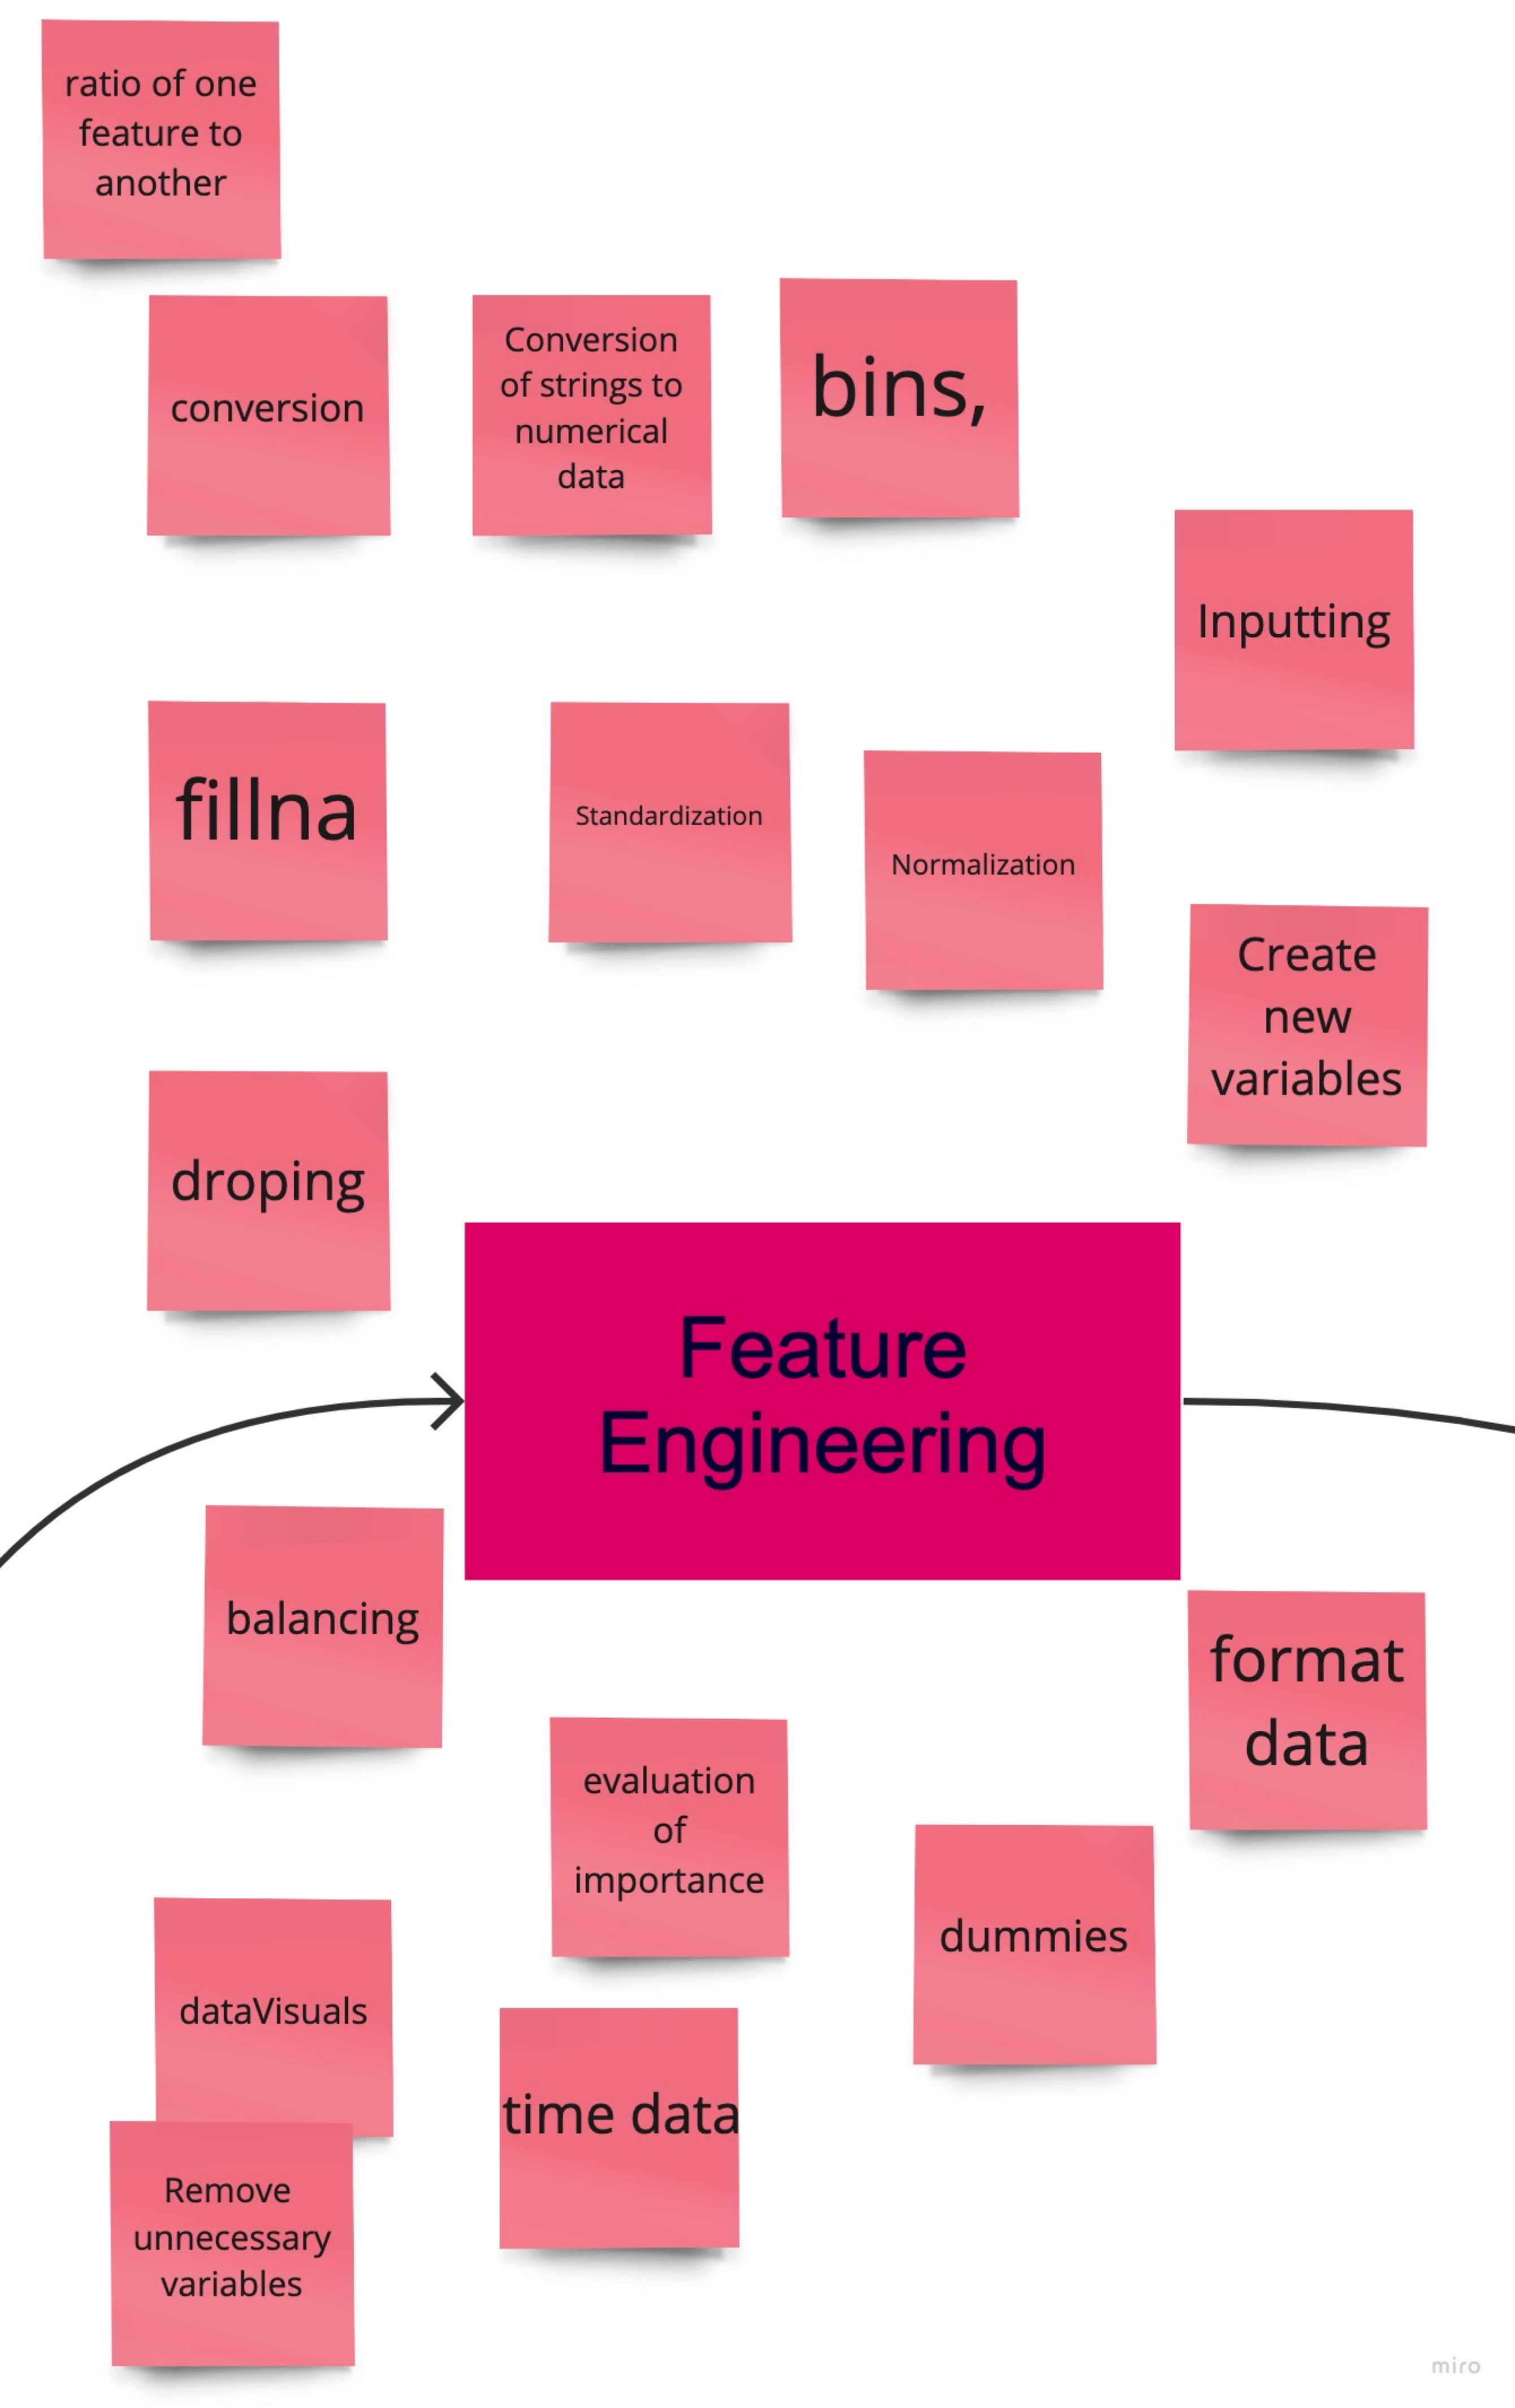 ratio of one
feature to
another
conversion
Conversion
of strings to
numerical
data
bins,
Inputting
fillna
Standardization
Normalization
Create
new
variables
droping
Feature
Engineering
balancing
format
data
evaluation
of
importance
dummies
dataVisuals
time data
Remove
unnecessary
variables
miro